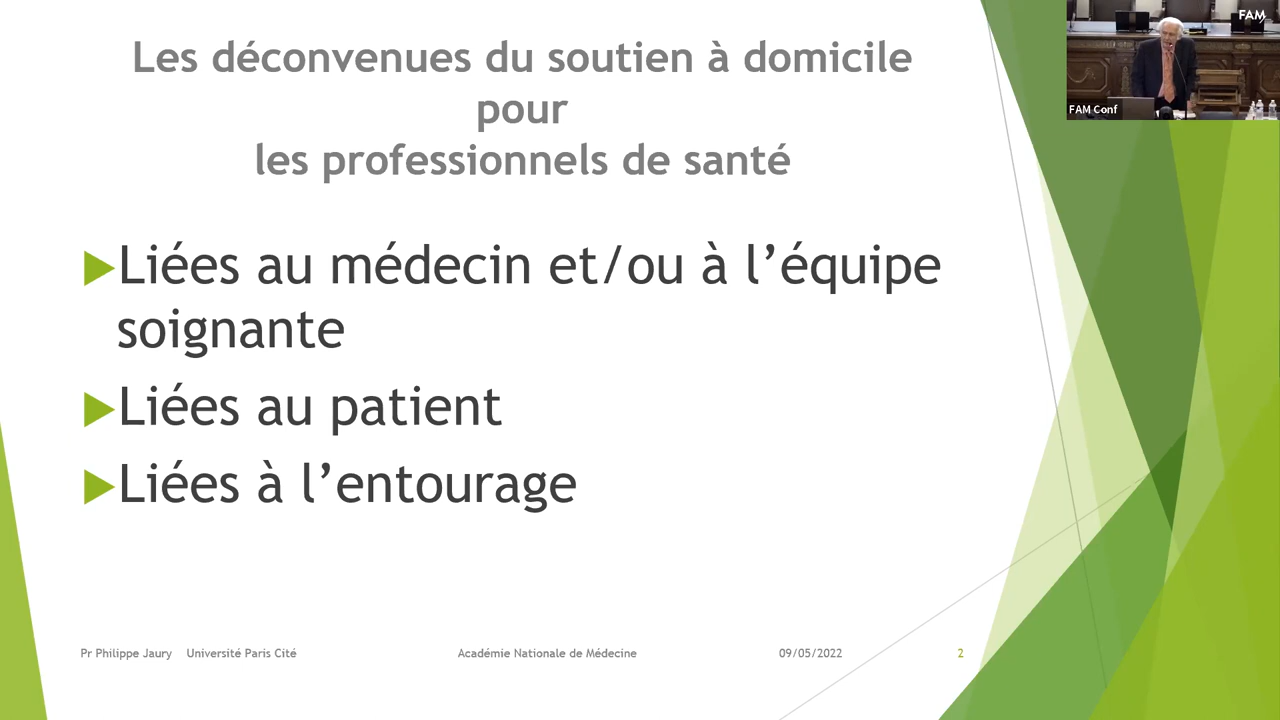 Les déconvenues du soutien à domicile
pour
les professionnels de santé
Liées au médecin et/ou à l’équipe
soignante
Liées au patient
Liées à l’entourage
Pr Philippe Jaury Université Paris Cité Académie Nationale de Médecine 09/05/2022 2
FAM
FAM Conf